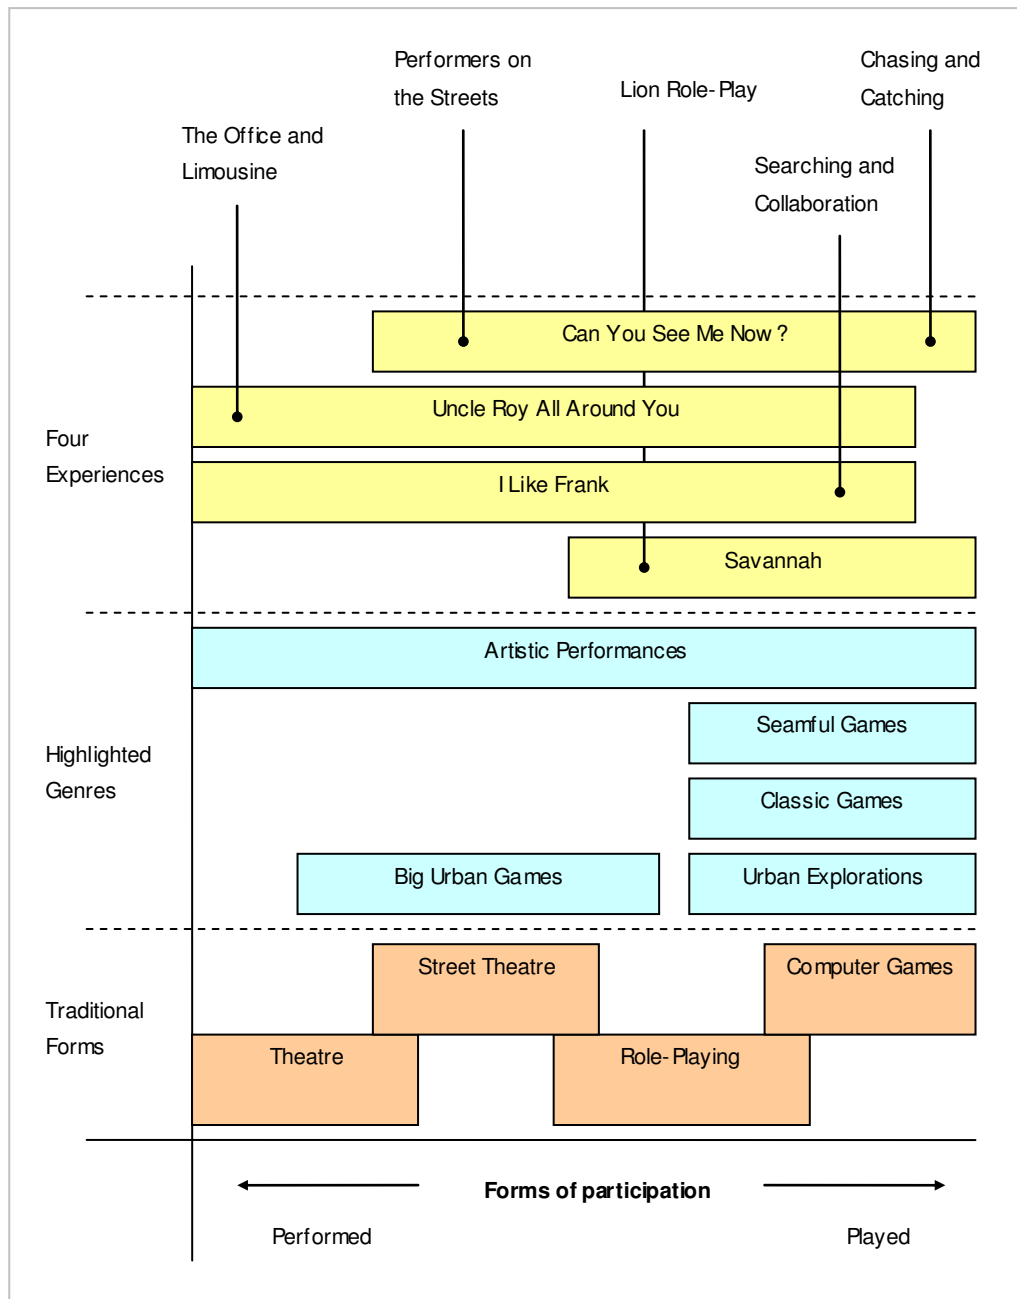 Performers on
the Streets
Lion Role-Play
Chasing and
Catching
The Office and
Limousine
Searching and
Collaboration
Four
Experiences
Can You See Me Now ?
Uncle Roy All Around You
I Like Frank
Savannah
Highlighted
Genres
Artistic Performances
Seamful Games
Classic Games
Big Urban Games
Urban Explorations
Traditional
Forms
Street Theatre
Computer Games
Theatre
Role-Playing
Forms of participation
Performed
Played